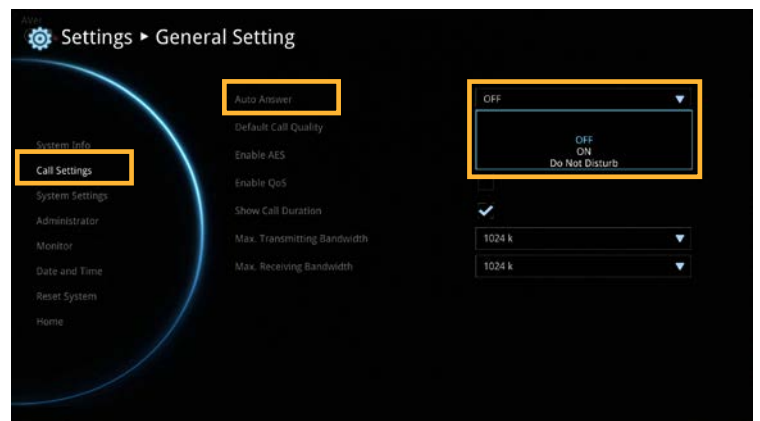 AVer
Settings ▸ General Setting
Auto Answer
OFF
Default Call Quality
OFF
System Info
Enable AES
ON
Do Not Disturb
Call Settings
Enable QoS
System Settings
Show Call Duration
Administrator
Max. Transmitting Bandwidth
1024 k
Monitor
Max. Receiving Bandwidth
1024 k
Date and Time
Reset System
Home